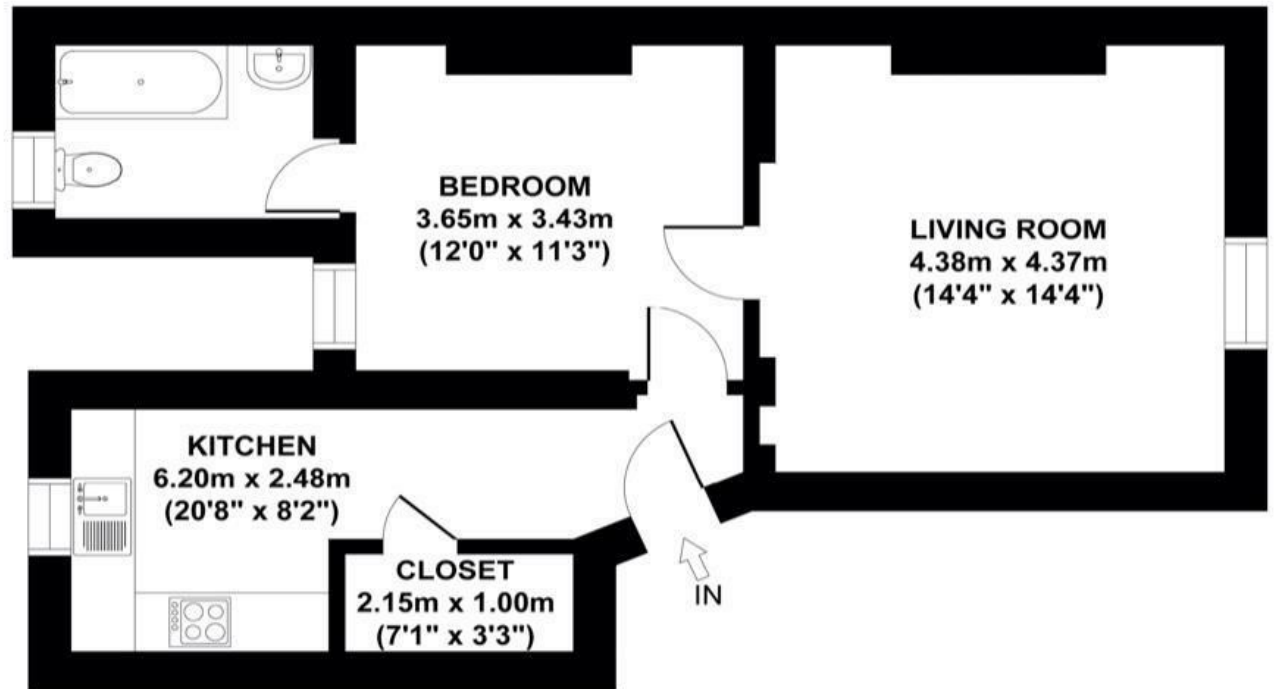 BEDROOM
3.65m x 3.43m
(12'0" x 11'3")
LIVING ROOM
4.38m x 4.37m
(14'4" x 14'4")
KITCHEN
6.20m x 2.48m
(20'8" x 8'2")
CLOSET
2.15m x 1.00m
(7'1" x 3'3")
IN